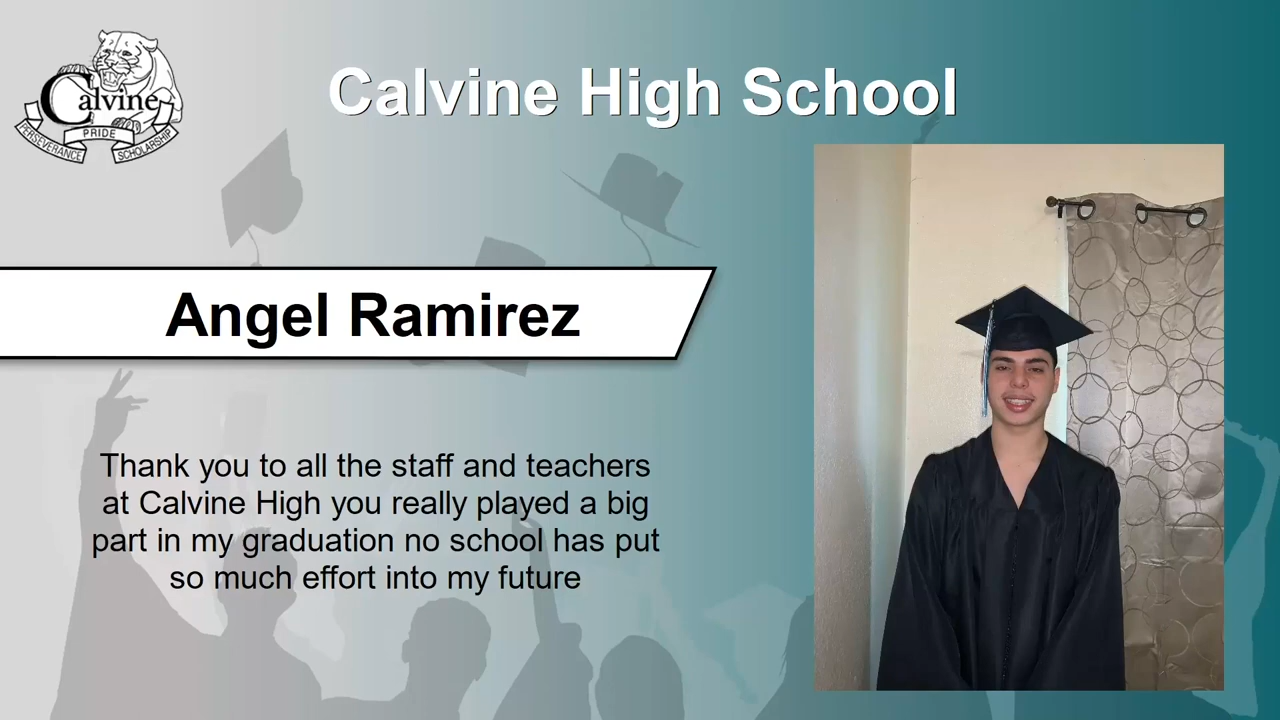 Calvine
PERSEVERANCE
PRIDE
SCHOLARSHIP
Calvine High School
Angel Ramirez
Thank you to all the staff and teachers
at Calvine High you really played a big
part in my graduation no school has put
so much effort into my future